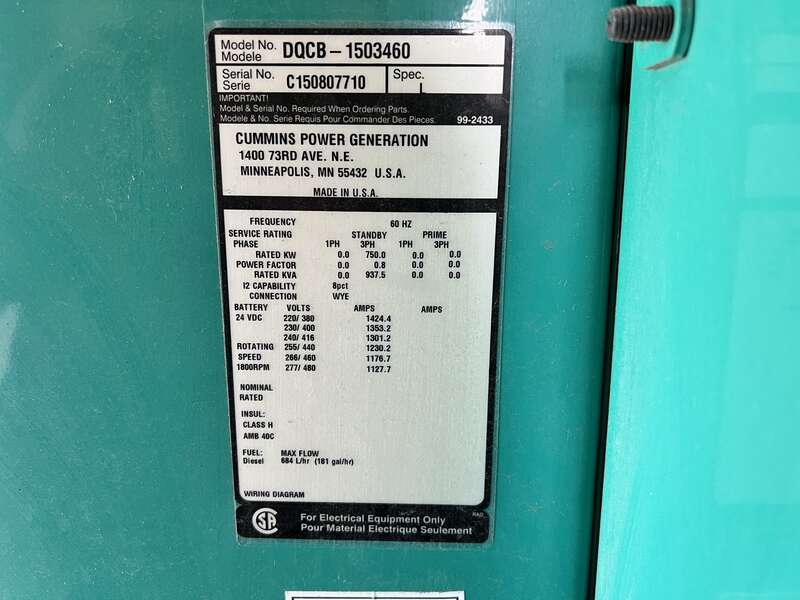 Model No. DQCB - 1503460
Modele
Serial No. C150807710 Spec. L
Serie
IMPORTANT!
Model & Serial No. Required When Ordering Parts.
Modele & No. Serie Requis Pour Commander Des Pieces. 99-2433
CUMMINS POWER GENERATION
1400 73RD AVE. N.E.
MINNEAPOLIS, MN 55432 U.S.A.
MADE IN U.S.A.
FREQUENCY 60 HZ
SERVICE RATING STANDBY PRIME
PHASE 1PH 3PH 1PH 3PH
RATED KW 0.0 750.0 0.0 0.0
POWER FACTOR 0.0 0.8 0.0 0.0
RATED KVA 0.0 937.5 0.0 0.0
I2 CAPABILITY 8pct
CONNECTION WYE
BATTERY VOLTS AMPS AMPS
24 VDC 220/ 380 1424.4
230/ 400 1353.2
240/ 416 1301.2
ROTATING 255/ 440 1230.2
SPEED 266/ 460 1176.7
1800RPM 277/ 480 1127.7
NOMINAL
RATED
INSUL:
CLASS H
AMB 40C
FUEL: MAX FLOW
Diesel 684 L/hr (181 gal/hr)
WIRING DIAGRAM
CSA For Electrical Equipment Only
Pour Material Electrique Seulement